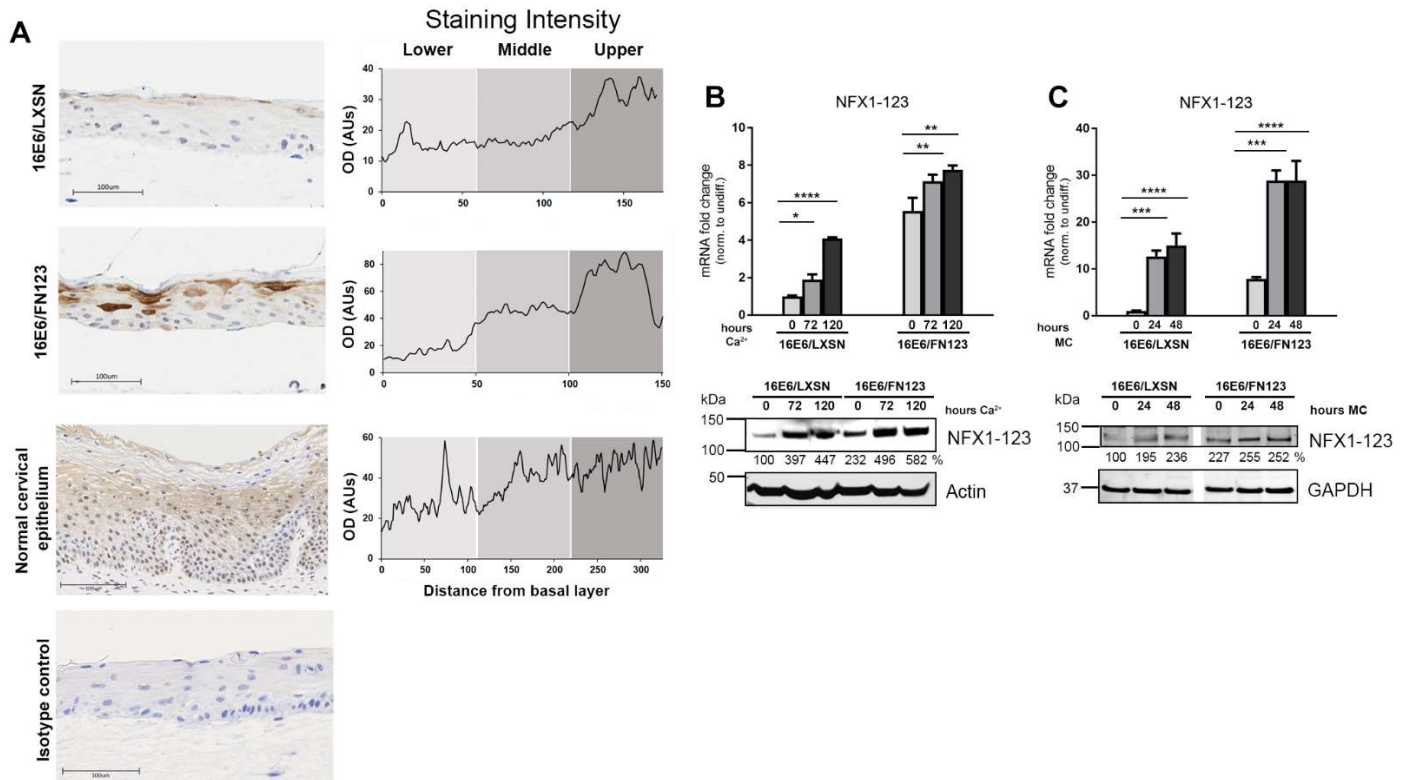 A
Staining Intensity
Lower Middle Upper
16E6/LXSN
100um
OD (AUs)
40
30
20
10
0
0 50 100 150
16E6/FN123
100um
OD (AUs)
80
60
40
20
0
0 50 100 150
Normal cervical
epithelium
100um
OD (AUs)
60
40
20
0
0 50 100 150 200 250 300
Distance from basal layer
Isotype control
100um
B
NFX1-123
mRNA fold change
(norm. to undiff.)
10
8
6
4
2
0
* **** ** **
hours 0 72 120 0 72 120
Ca²⁺ 16E6/LXSN 16E6/FN123
16E6/LXSN 16E6/FN123
kDa 0 72 120 0 72 120 hours Ca²⁺
150
100
NFX1-123
100 397 447 232 496 582 %
50
Actin
C
NFX1-123
mRNA fold change
(norm. to undiff.)
40
30
20
10
0
*** **** *** ****
hours 0 24 48 0 24 48
MC 16E6/LXSN 16E6/FN123
16E6/LXSN 16E6/FN123
kDa 0 24 48 0 24 48 hours MC
150
100
NFX1-123
100 195 236 227 255 252 %
37
GAPDH